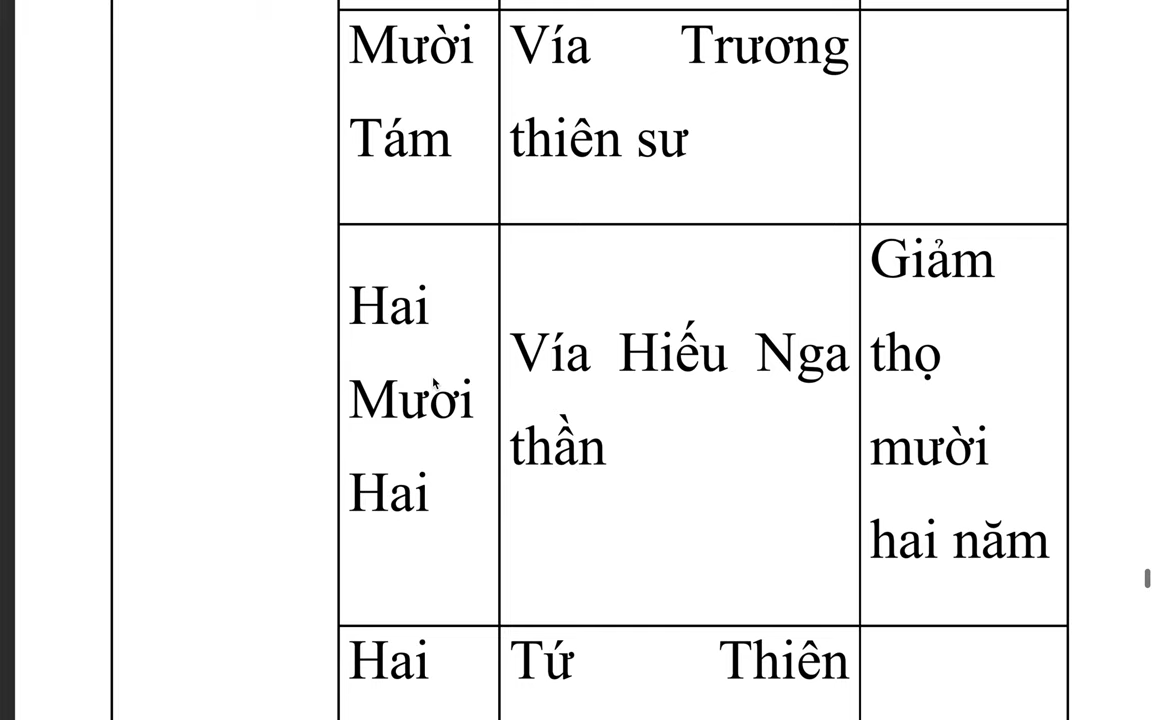 Mười
Tám
Vía Trương
thiên sư
Hai
Mười
Hai
Vía Hiếu Nga
thần
Giảm
thọ
mười
hai năm
Hai
Tứ Thiên